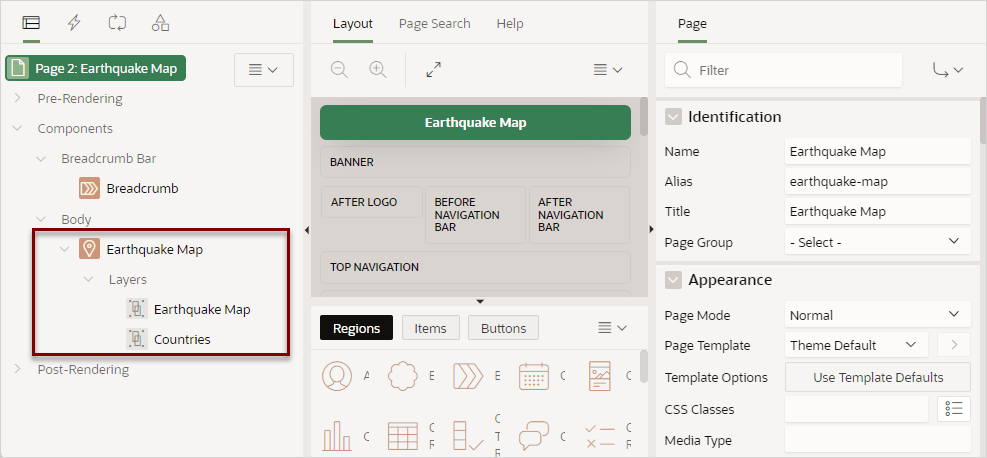 Layout
Page Search
Help
Page
Page 2: Earthquake Map
Filter
Pre-Rendering
Components
Breadcrumb Bar
Breadcrumb
Body
Earthquake Map
Layers
Earthquake Map
Countries
Post-Rendering
Earthquake Map
BANNER
AFTER LOGO
BEFORE
NAVIGATION
BAR
AFTER
NAVIGATION
BAR
TOP NAVIGATION
Regions
Items
Buttons
C
C
C
C
T
R
C
C
R
Identification
Name
Earthquake Map
Alias
earthquake-map
Title
Earthquake Map
Page Group
- Select -
Appearance
Page Mode
Normal
Page Template
Theme Default
Template Options
Use Template Defaults
CSS Classes
Media Type